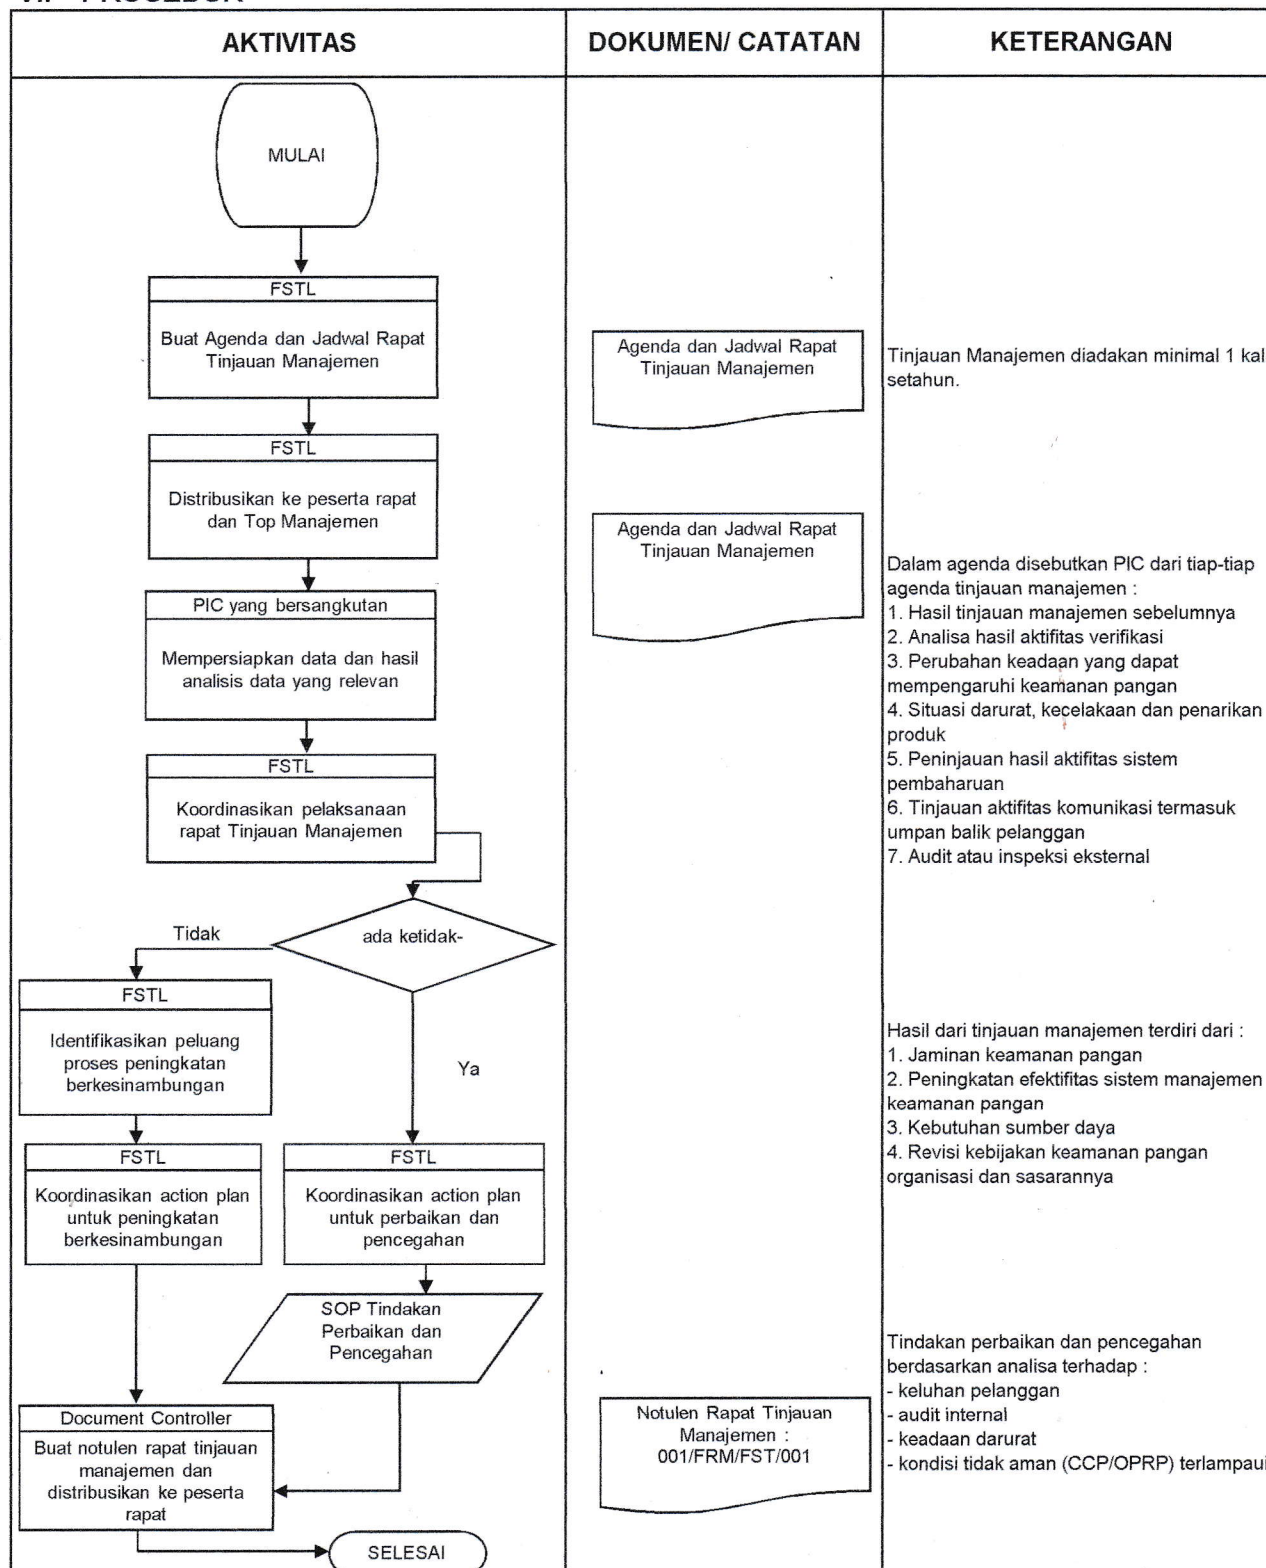 AKTIVITAS
DOKUMEN/ CATATAN
KETERANGAN
MULAI
FSTL
Buat Agenda dan Jadwal Rapat
Tinjauan Manajemen
Agenda dan Jadwal Rapat
Tinjauan Manajemen
Tinjauan Manajemen diadakan minimal 1 kal
setahun.
FSTL
Distribusikan ke peserta rapat
dan Top Manajemen
Agenda dan Jadwal Rapat
Tinjauan Manajemen
Dalam agenda disebutkan PIC dari tiap-tiap
agenda tinjauan manajemen :
1. Hasil tinjauan manajemen sebelumnya
2. Analisa hasil aktifitas verifikasi
3. Perubahan keadaan yang dapat
mempengaruhi keamanan pangan
4. Situasi darurat, kecelakaan dan penarikan
produk
5. Peninjauan hasil aktifitas sistem
pembaharuan
6. Tinjauan aktifitas komunikasi termasuk
umpan balik pelanggan
7. Audit atau inspeksi eksternal
PIC yang bersangkutan
Mempersiapkan data dan hasil
analisis data yang relevan
FSTL
Koordinasikan pelaksanaan
rapat Tinjauan Manajemen
ada ketidak-
Tidak
Ya
FSTL
Identifikasikan peluang
proses peningkatan
berkesinambungan
Hasil dari tinjauan manajemen terdiri dari :
1. Jaminan keamanan pangan
2. Peningkatan efektifitas sistem manajemen
keamanan pangan
3. Kebutuhan sumber daya
4. Revisi kebijakan keamanan pangan
organisasi dan sasarannya
FSTL
Koordinasikan action plan
untuk peningkatan
berkesinambungan
FSTL
Koordinasikan action plan
untuk perbaikan dan
pencegahan
SOP Tindakan
Perbaikan dan
Pencegahan
Tindakan perbaikan dan pencegahan
berdasarkan analisa terhadap :
- keluhan pelanggan
- audit internal
- keadaan darurat
- kondisi tidak aman (CCP/OPRP) terlampaui
Document Controller
Buat notulen rapat tinjauan
manajemen dan
distribusikan ke peserta
rapat
Notulen Rapat Tinjauan
Manajemen :
001/FRM/FST/001
SELESAI